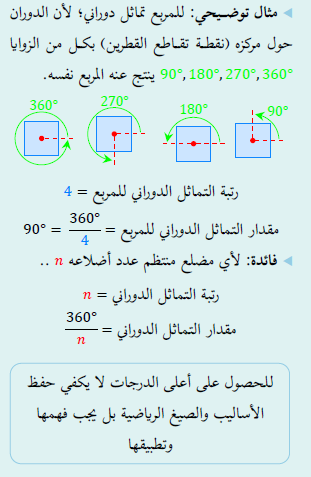 مثال توضيحي: للمربع تماثل دوراني؛ لأن الدوران
حول مركزه (نقطة تقاطع القطرين) بكل من الزوايا
90°, 180°, 270°, 360° ينتج عنه المربع نفسه.
360° 270° 180° 90°
رتبة التماثل الدوراني للمربع = 4
مقدار التماثل الدوراني للمربع = 360°/4 = 90°
فائدة: لأي مضلع منتظم عدد أضلاعه n ..
رتبة التماثل الدوراني = n
مقدار التماثل الدوراني = 360°/n
للحصول على أعلى الدرجات لا يكفي حفظ
الأساليب والصيغ الرياضية بل يجب فهمها
وتطبيقها